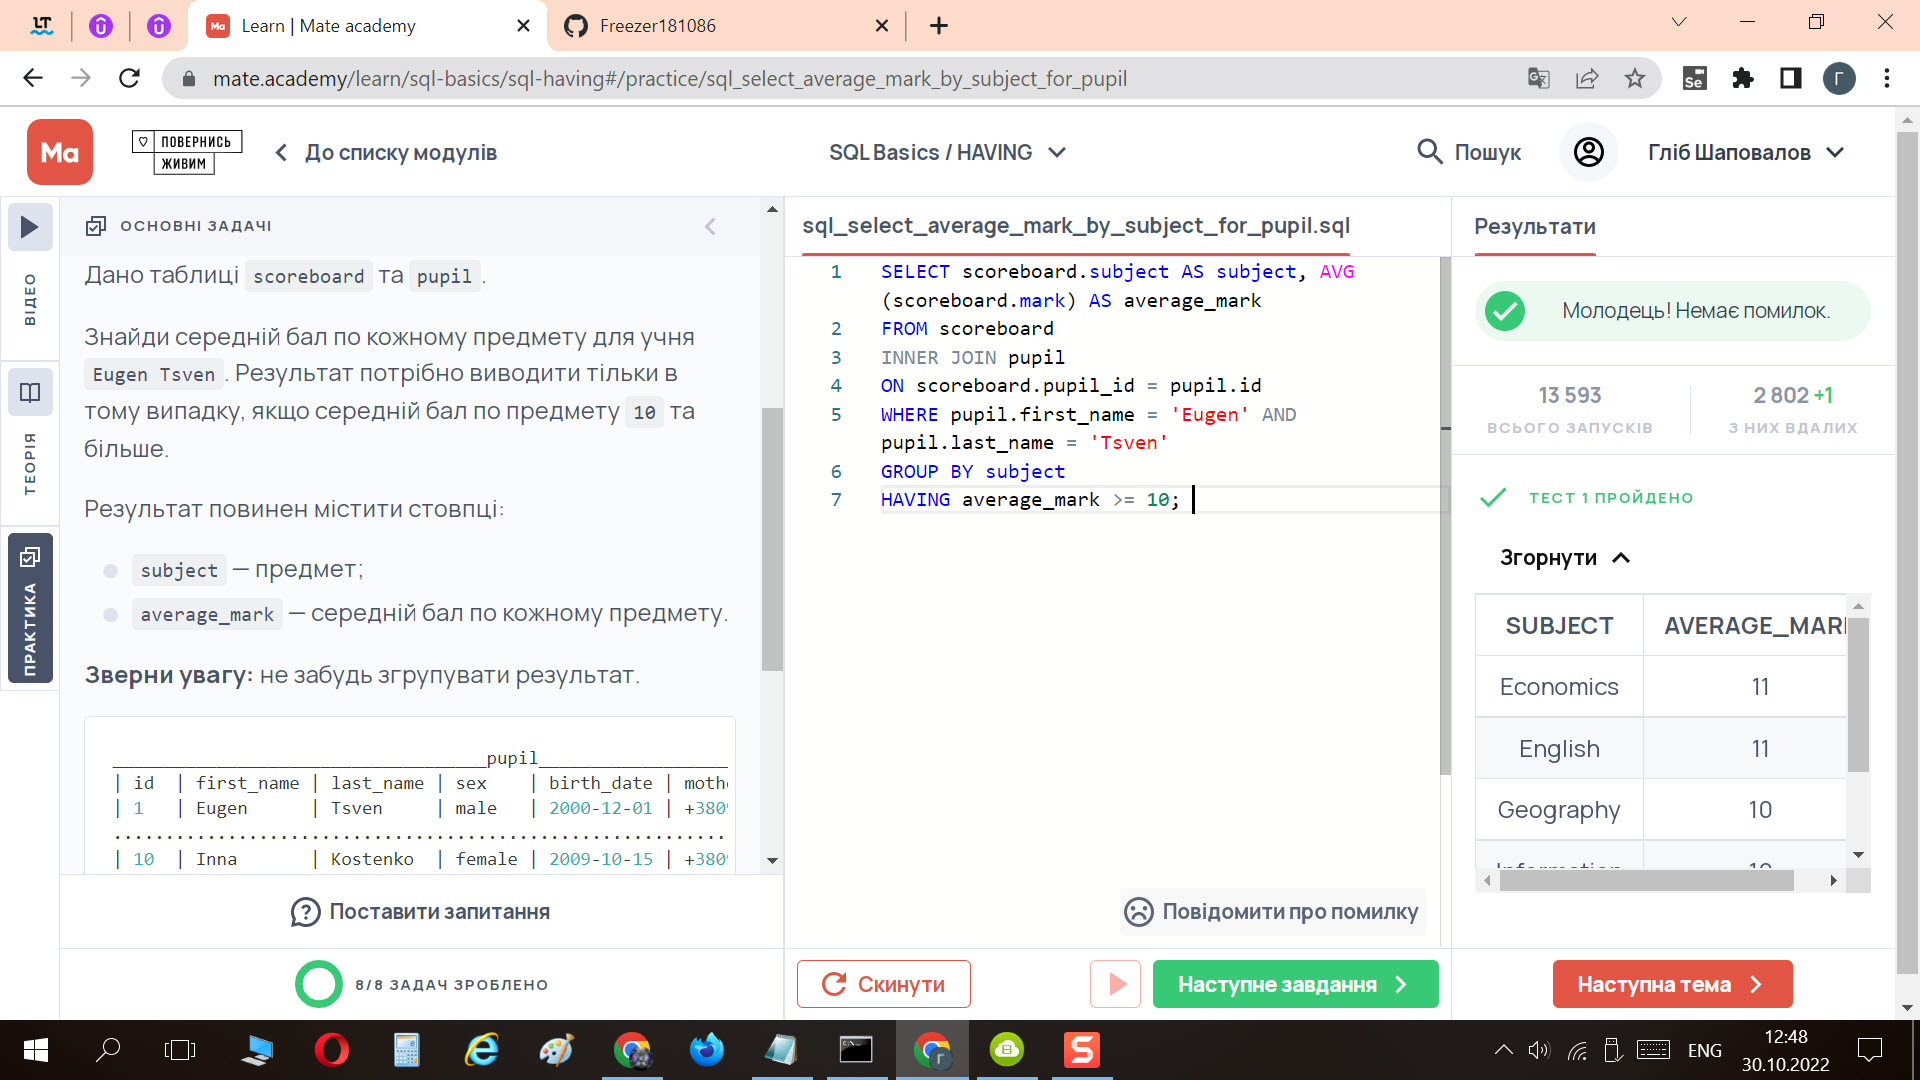 Learn | Mate academy
Freezer181086
mate.academy/learn/sql-basics/sql-having#/practice/sql_select_average_mark_by_subject_for_pupil
Ma
ПОВЕРНИСЬ
ЖИВИМ
До списку модулів
SQL Basics / HAVING
Пошук
Гліб Шаповалов
ВІДЕО
ТЕОРІЯ
ПРАКТИКА
ОСНОВНІ ЗАДАЧІ
Дано таблиці scoreboard та pupil.
Знайди середній бал по кожному предмету для учня
Eugen Tsven. Результат потрібно виводити тільки в
тому випадку, якщо середній бал по предмету 10 та
більше.
Результат повинен містити стовпці:
subject — предмет;
average_mark — середній бал по кожному предмету.
Зверни увагу: не забудь згрупувати результат.
____________________________________pupil__________________
| id | first_name | last_name | sex | birth_date |
| 1 | Eugen | Tsven | male | 2000-12-01 |
...........................................................
| 10 | Inna | Kostenko | female | 2009-10-15 |
Поставити запитання
8/8 ЗАДАЧ ЗРОБЛЕНО
sql_select_average_mark_by_subject_for_pupil.sql
1 SELECT scoreboard.subject AS subject, AVG
(scoreboard.mark) AS average_mark
2 FROM scoreboard
3 INNER JOIN pupil
4 ON scoreboard.pupil_id = pupil.id
5 WHERE pupil.first_name = 'Eugen' AND
pupil.last_name = 'Tsven'
6 GROUP BY subject
7 HAVING average_mark >= 10;
Повідомити про помилку
Скинути
Наступне завдання
Результати
Молодець! Немає помилок.
13 593
ВСЬОГО ЗАПУСКІВ
2 802 +1
З НИХ ВДАЛИХ
ТЕСТ 1 ПРОЙДЕНО
Згорнути
SUBJECT AVERAGE_MAR
Economics 11
English 11
Geography 10
Наступна тема
ENG
12:48
30.10.2022